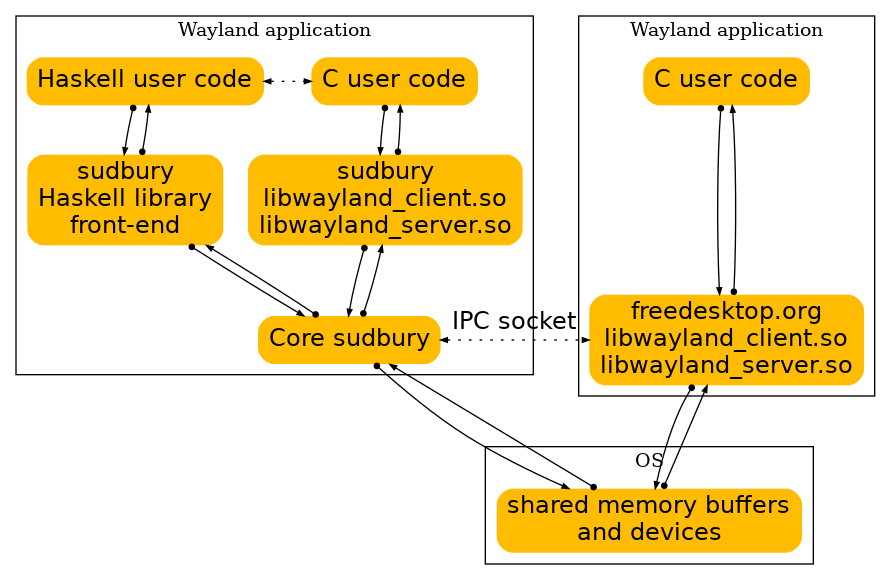 Wayland application
Haskell user code
C user code
sudbury
Haskell library
front-end
sudbury
libwayland_client.so
libwayland_server.so
Core sudbury
IPC socket
Wayland application
C user code
freedesktop.org
libwayland_client.so
libwayland_server.so
OS
shared memory buffers
and devices